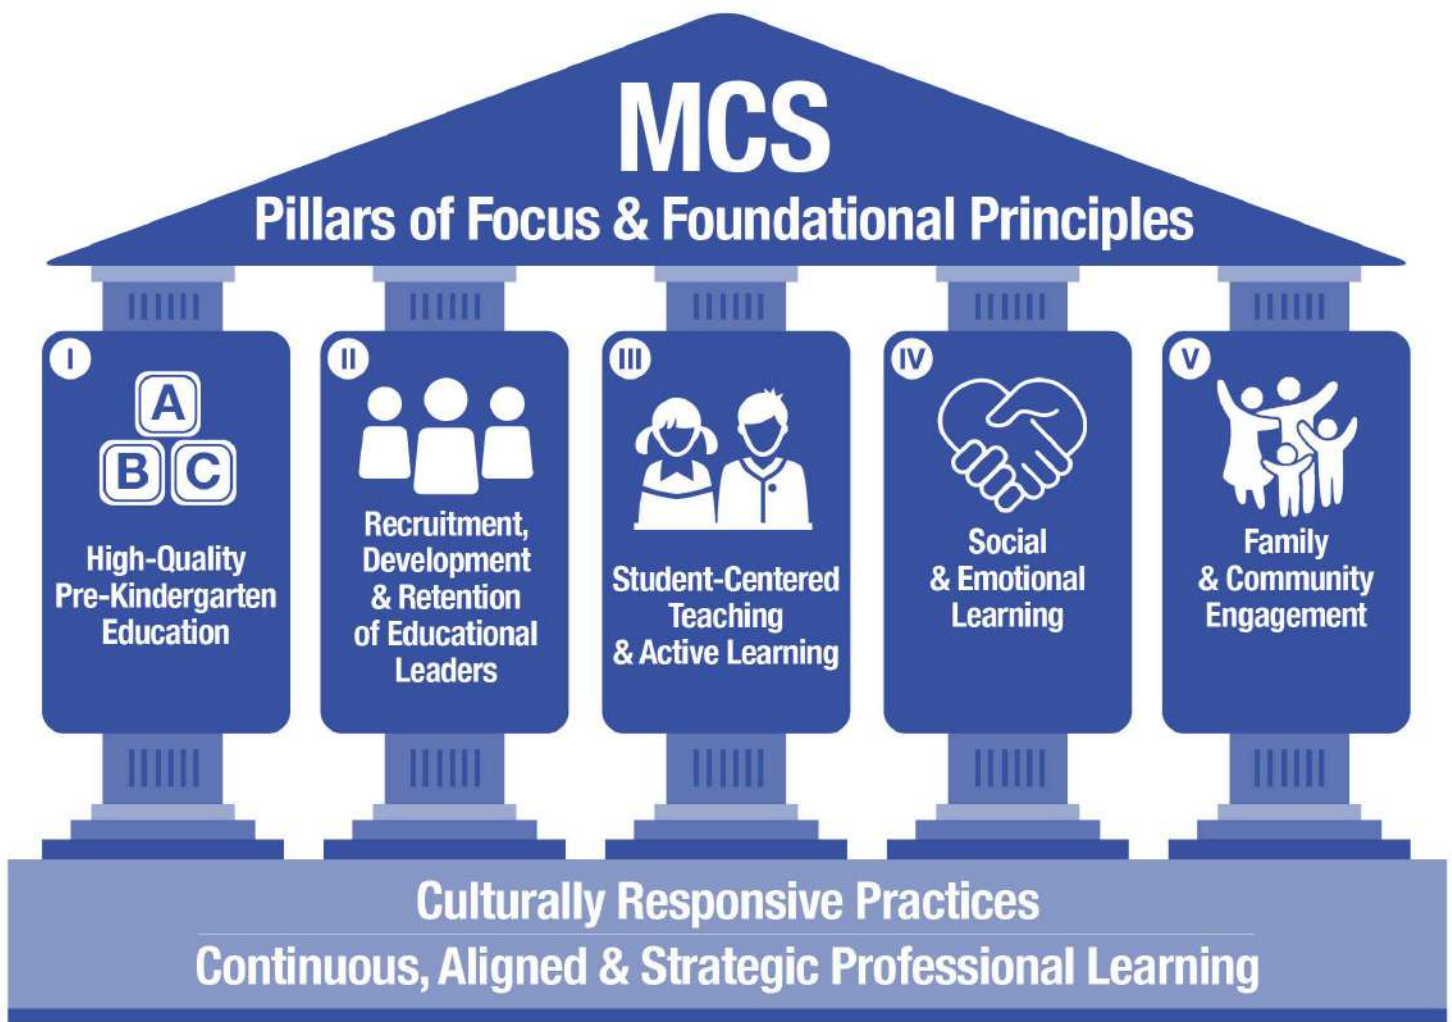 MCS
Pillars of Focus & Foundational Principles
I
A
B C
High-Quality
Pre-Kindergarten
Education
II
Recruitment,
Development
& Retention
of Educational
Leaders
III
Student-Centered
Teaching
& Active Learning
IV
Social
& Emotional
Learning
V
Family
& Community
Engagement
Culturally Responsive Practices
Continuous, Aligned & Strategic Professional Learning